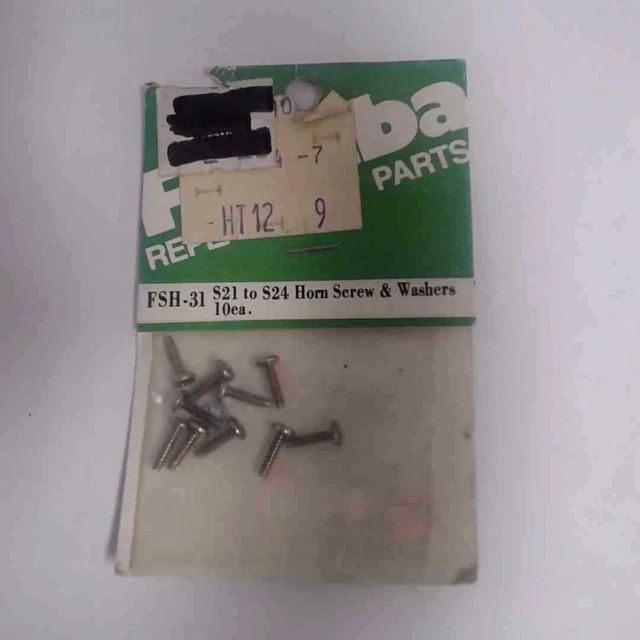 ba
PARTS
-7
- HT12 9
REPL
FSH-31 S21 to S24 Horn Screw & Washers
10ea.